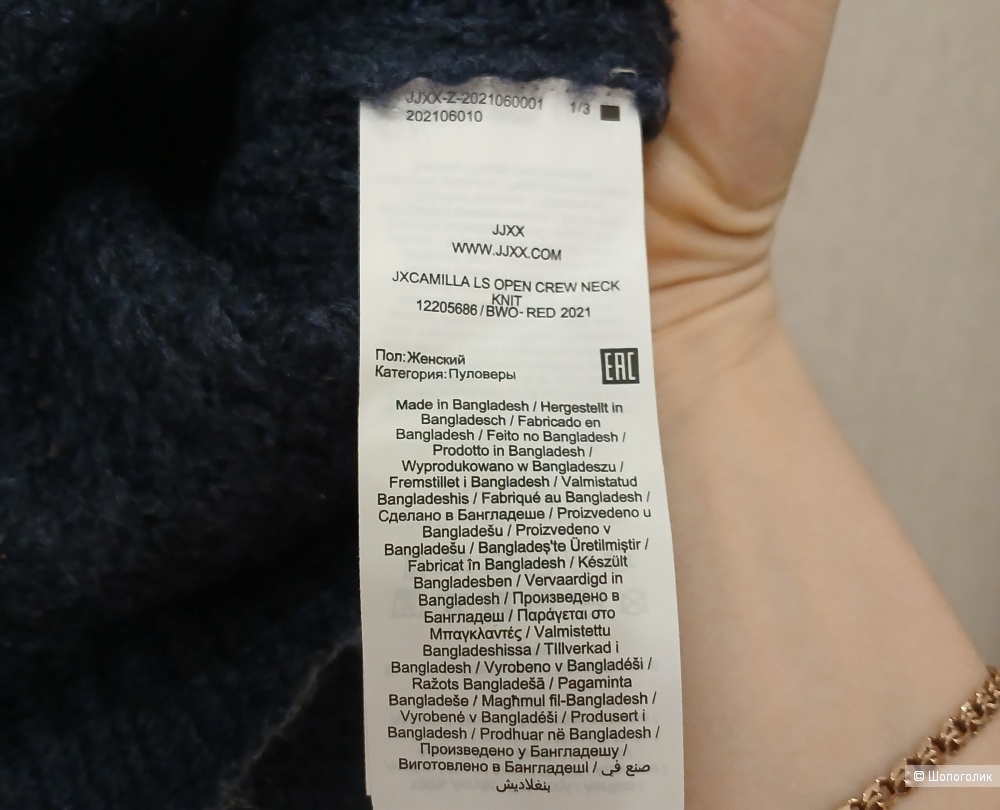 JJXX-Z-2021060001 1/3
202106010
JJXX
WWW.JJXX.COM
JXCAMILLA LS OPEN CREW NECK
KNIT
12205686/BWO- RED 2021
Пол:Женский
Категория:Пуловеры
EAC
Made in Bangladesh / Hergestellt in
Bangladesch / Fabricado en
Bangladesh / Feito no Bangladesh /
Prodotto in Bangladesh /
Wyprodukowano w Bangladeszu /
Fremstillet i Bangladesh / Valmistatud
Bangladeshis / Fabriqué au Bangladesh /
Сделано в Бангладеше / Proizvedeno u
Bangladešu / Proizvedeno v
Bangladešu / Bangladeş'te Üretilmiştir /
Fabricat în Bangladesh / Készült
Bangladesben / Vervaardigd in
Bangladesh / Произведено в
Бангладеш / Παράγεται στο
Μπαγκλαντές / Valmistettu
Bangladeshissa / TIllverkad i
Bangladesh / Vyrobeno v Bangladéši /
Ražots Bangladešā / Pagaminta
Bangladeše / Magħmul fil-Bangladesh /
Vyrobené v Bangladéši / Produsert i
Bangladesh / Prodhuar në Bangladesh /
Произведено у Бангладешу /
Виготовлено в Бангладешl / صنع في
بنغلاديش
© Шопоголик